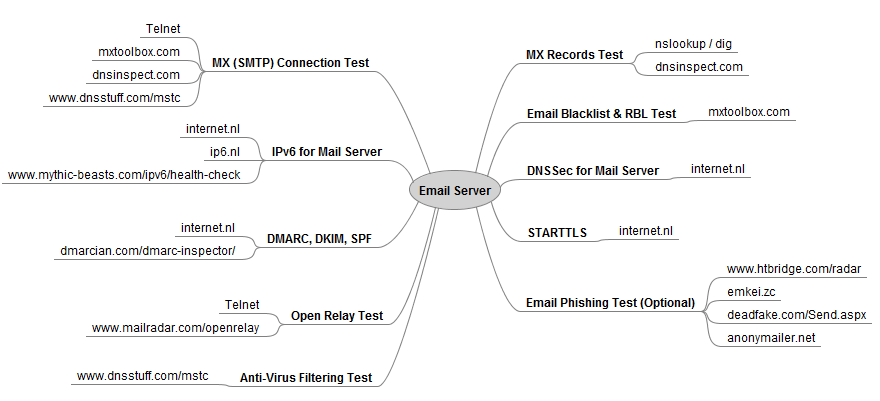 Email Server
MX (SMTP) Connection Test
Telnet
mxtoolbox.com
dnsinspect.com
www.dnsstuff.com/mstc
IPv6 for Mail Server
internet.nl
ip6.nl
www.mythic-beasts.com/ipv6/health-check
DMARC, DKIM, SPF
internet.nl
dmarcian.com/dmarc-inspector/
Open Relay Test
Telnet
www.mailradar.com/openrelay
Anti-Virus Filtering Test
www.dnsstuff.com/mstc
MX Records Test
nslookup / dig
dnsinspect.com
Email Blacklist & RBL Test
mxtoolbox.com
DNSSec for Mail Server
internet.nl
STARTTLS
internet.nl
Email Phishing Test (Optional)
www.htbridge.com/radar
emkei.zc
deadfake.com/Send.aspx
anonymailer.net